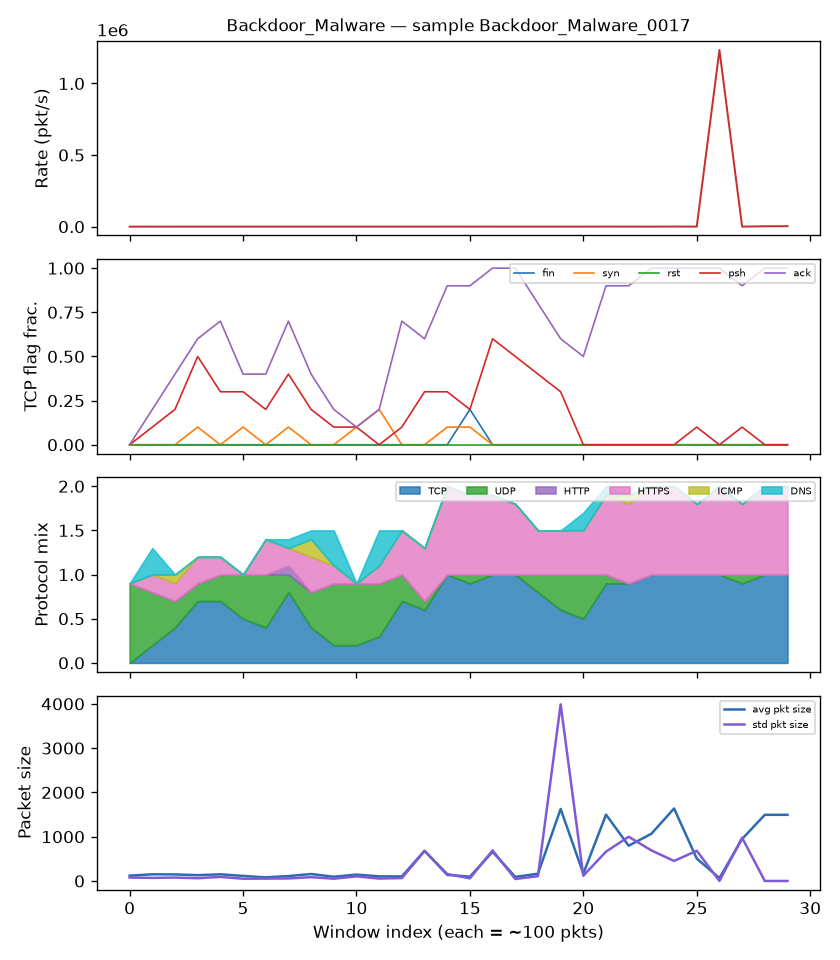 Backdoor_Malware — sample Backdoor_Malware_0017
1e6
Rate (pkt/s)
1.0
0.5
0.0
TCP flag frac.
1.00
0.75
0.50
0.25
0.00
fin syn rst psh ack
Protocol mix
2.0
1.5
1.0
0.5
0.0
TCP UDP HTTP HTTPS ICMP DNS
Packet size
4000
3000
2000
1000
0
avg pkt size
std pkt size
0 5 10 15 20 25 30
Window index (each = ~100 pkts)